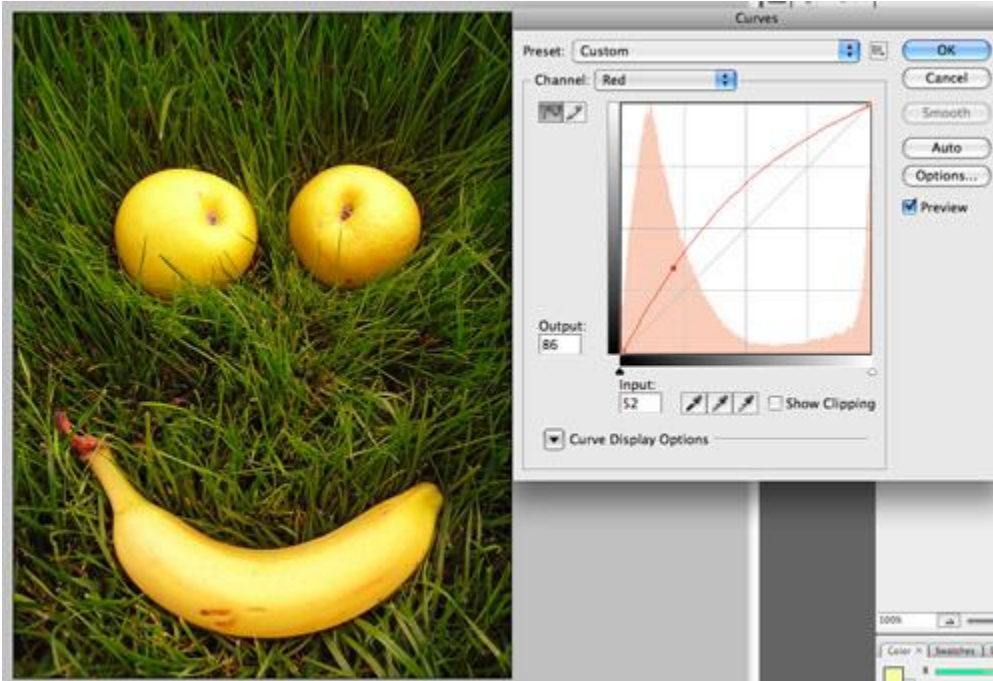 Curves
Preset: Custom
OK
Channel: Red
Cancel
Smooth
Auto
Options...
Preview
Output:
86
Input:
52
Show Clipping
Curve Display Options
100%
Color × Swatches
R